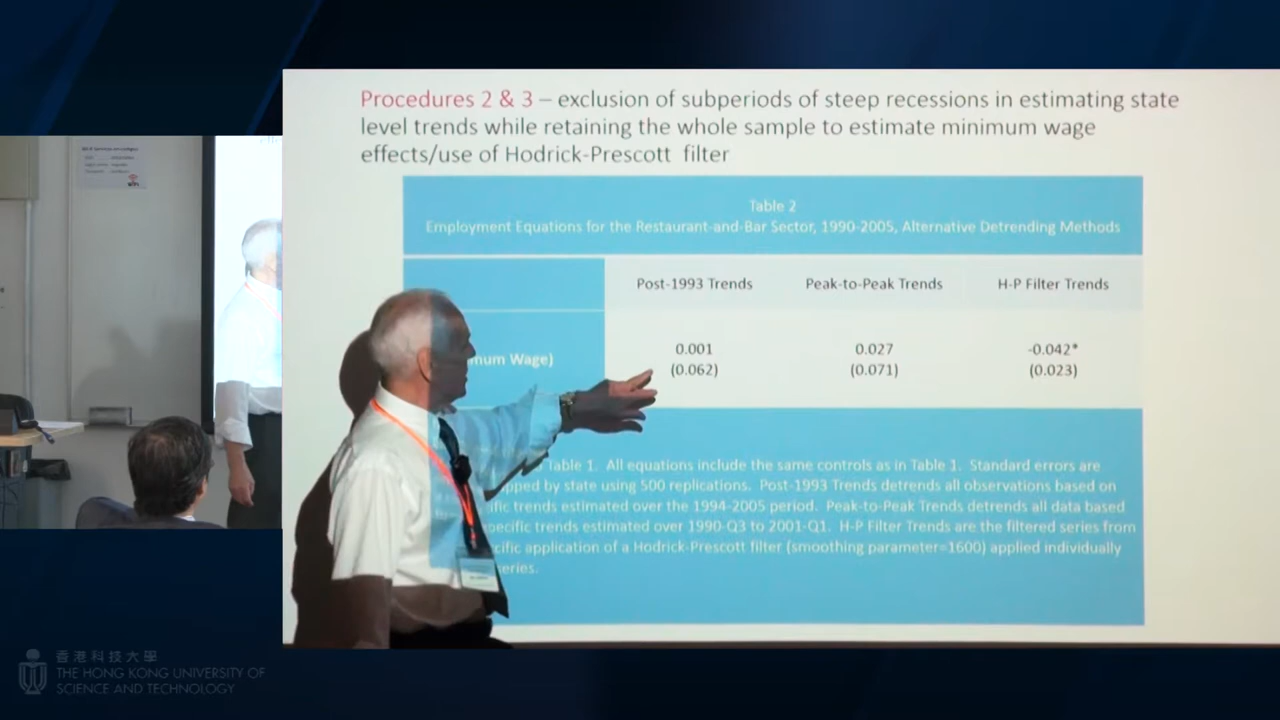 Procedures 2 & 3 – exclusion of subperiods of steep recessions in estimating state
level trends while retaining the whole sample to estimate minimum wage
effects/use of Hodrick-Prescott filter
Table 2
Employment Equations for the Restaurant-and-Bar Sector, 1990-2005, Alternative Detrending Methods
Post-1993 Trends Peak-to-Peak Trends H-P Filter Trends
Wage) 0.001 0.027 -0.042*
(0.062) (0.071) (0.023)
Table 1. All equations include the same controls as in Table 1. Standard errors are
by state using 500 replications. Post-1993 Trends detrends all observations based on
trends estimated over the 1994-2005 period. Peak-to-Peak Trends detrends all data based
trends estimated over 1990-Q3 to 2001-Q1. H-P Filter Trends are the filtered series from
application of a Hodrick-Prescott filter (smoothing parameter=1600) applied individually
香港科技大學
THE HONG KONG UNIVERSITY OF
SCIENCE AND TECHNOLOGY